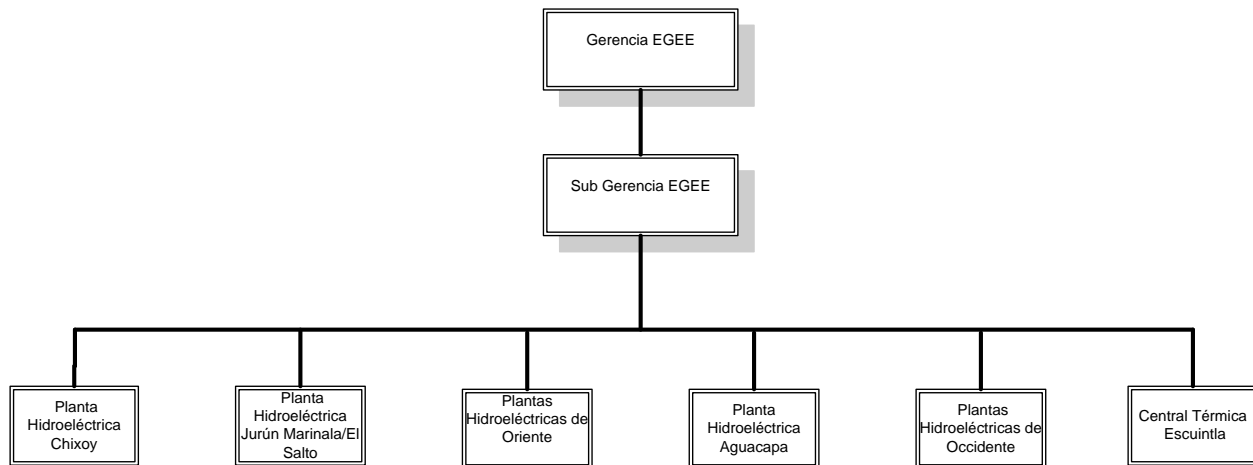 Gerencia EGEE
Sub Gerencia EGEE
Planta
Hidroeléctrica
Chixoy
Planta
Hidroeléctrica
Jurún Marinala/El
Salto
Plantas
Hidroeléctricas de
Oriente
Planta
Hidroeléctrica
Aguacapa
Plantas
Hidroeléctricas de
Occidente
Central Térmica
Escuintla